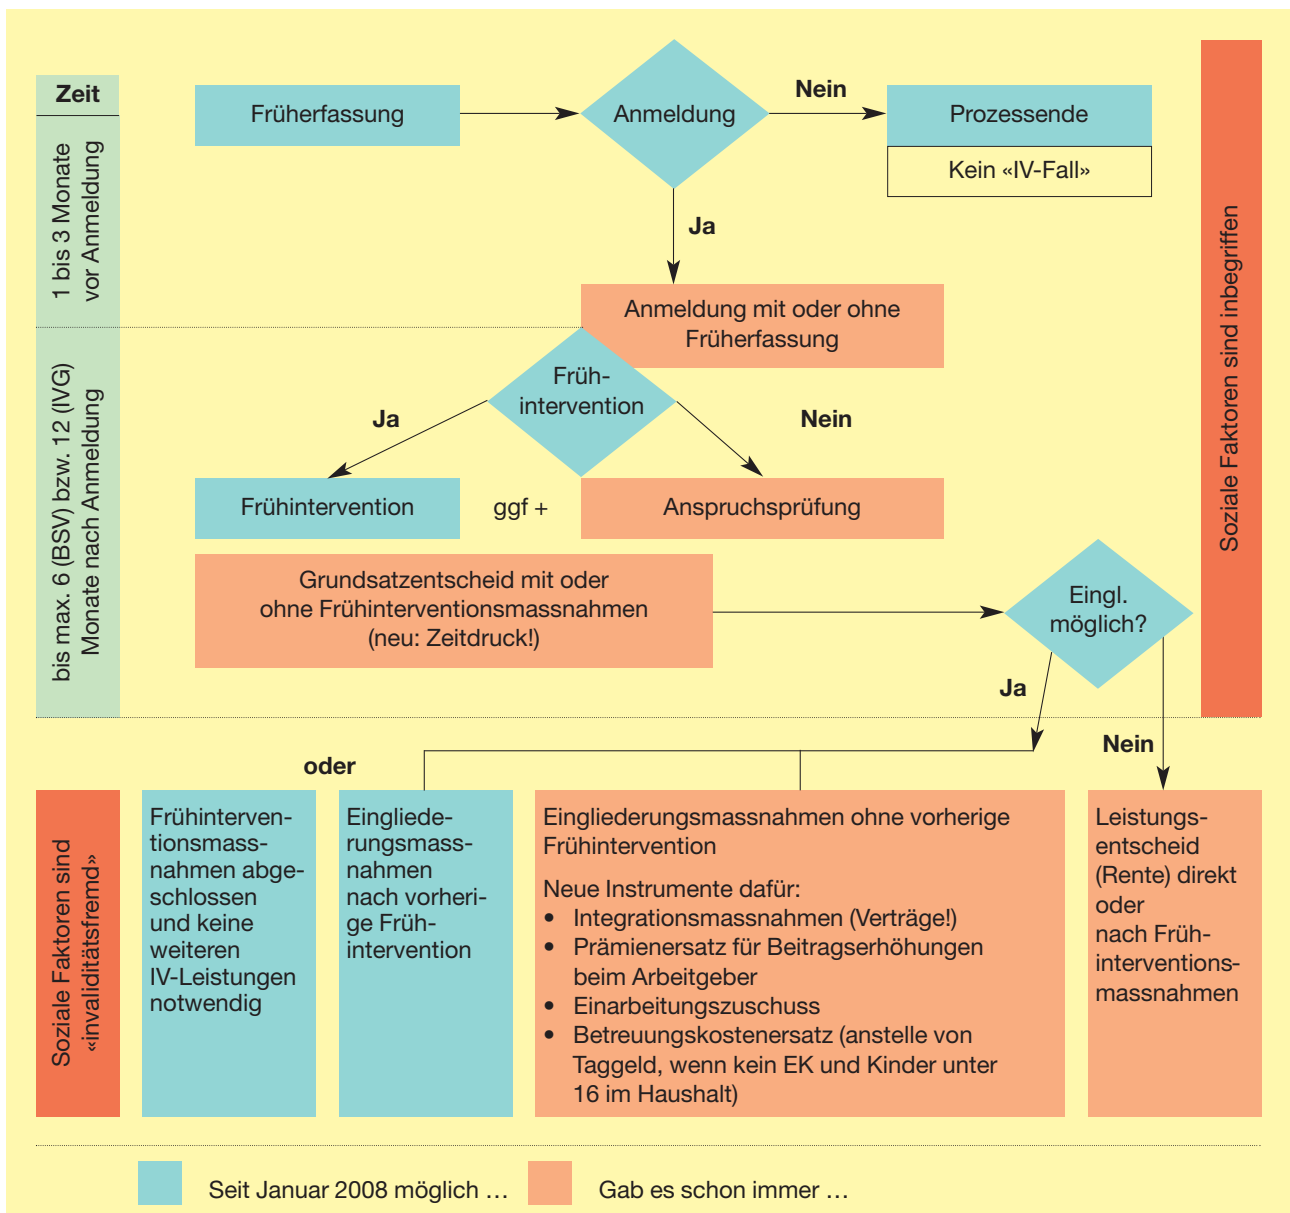 Zeit
1 bis 3 Monate
vor Anmeldung
Früherfassung
Anmeldung
Nein
Prozessende
Kein «IV-Fall»
Ja
Anmeldung mit oder ohne
Früherfassung
Soziale Faktoren sind inbegriffen
bis max. 6 (BSV) bzw. 12 (IVG)
Monate nach Anmeldung
Früh-
intervention
Ja
Nein
Frühintervention
ggf +
Anspruchsprüfung
Grundsatzentscheid mit oder
ohne Frühinterventionsmassnahmen
(neu: Zeitdruck!)
Eingl.
möglich?
Ja
Nein
oder
Soziale Faktoren sind
«invaliditätsfremd»
Frühinterven-
tionsmass-
nahmen abge-
schlossen
und keine
weiteren
IV-Leistungen
notwendig
Eingliede-
rungsmass-
nahmen
nach vorheri-
ge Früh-
intervention
Eingliederungsmassnahmen ohne vorherige
Frühintervention
Neue Instrumente dafür:
• Integrationsmassnahmen (Verträge!)
• Prämienersatz für Beitragserhöhungen
beim Arbeitgeber
• Einarbeitungszuschuss
• Betreuungskostenersatz (anstelle von
Taggeld, wenn kein EK und Kinder unter
16 im Haushalt)
Leistungs-
entscheid
(Rente) direkt
oder
nach Früh-
interventions-
massnahmen
Seit Januar 2008 möglich …
Gab es schon immer …